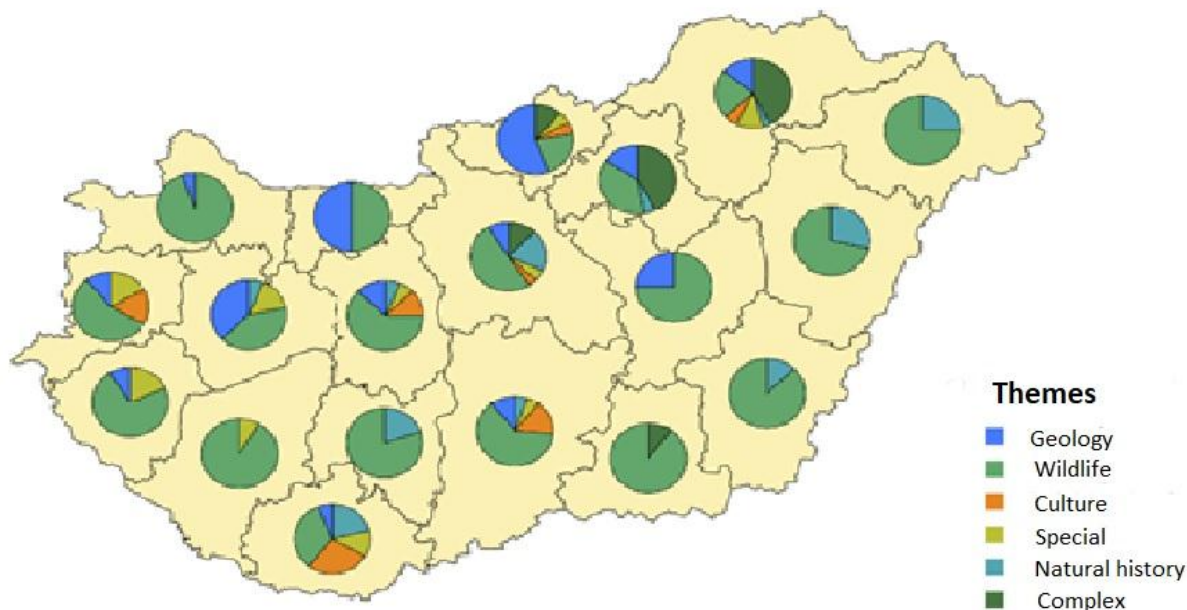 Themes
Geology
Wildlife
Culture
Special
Natural history
Complex